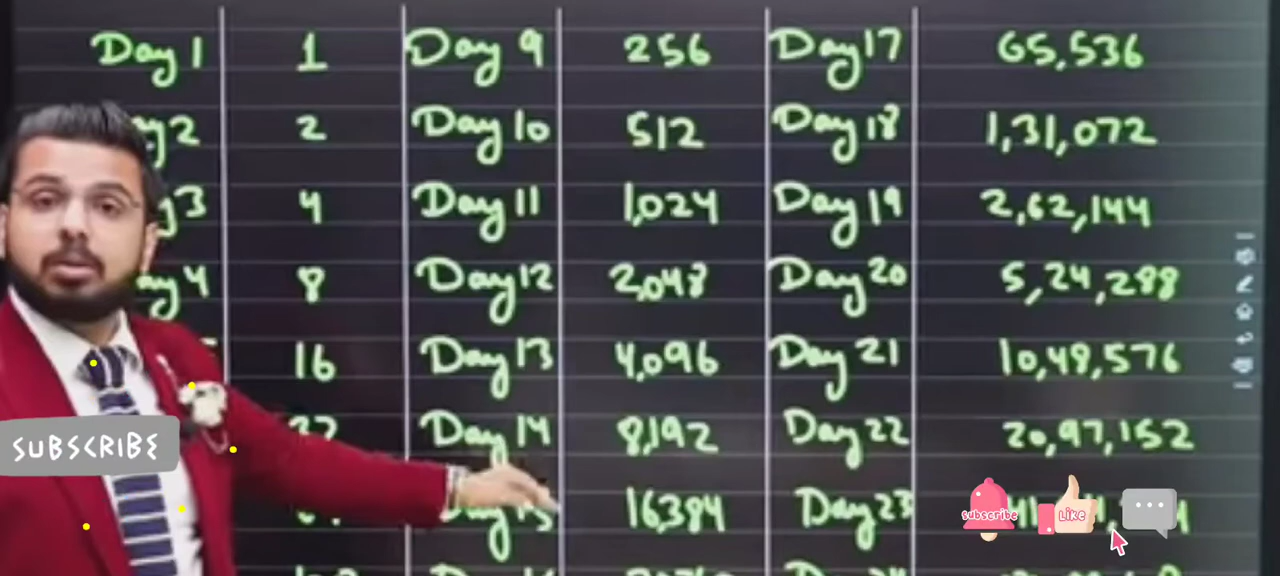 Day 1 1 Day 9 256 Day 17 65,536
2 2 Day 10 512 Day 18 1,31,072
3 4 Day 11 1,024 Day 19 2,62,144
ay 4 8 Day 12 2,048 Day 20 5,24,288
16 Day 13 4,096 Day 21 10,48,576
Day 14 8,192 Day 22 20,97,152
SUBSCRIBE
16,384 Day 23
subscribe
Like